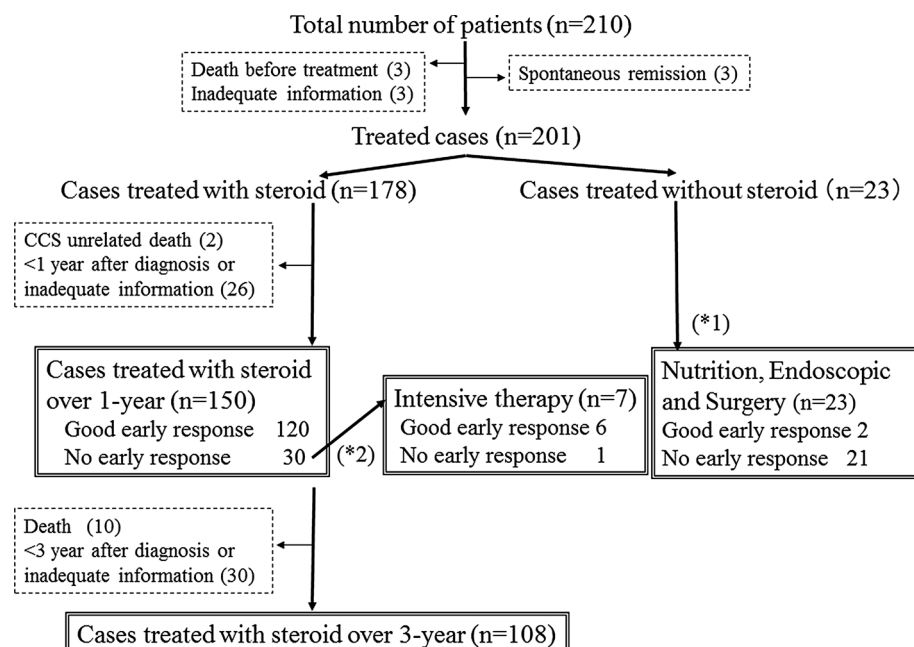 Total number of patients (n=210)
Death before treatment (3)
Inadequate information (3)
Spontaneous remission (3)
Treated cases (n=201)
Cases treated with steroid (n=178)
Cases treated without steroid (n=23)
CCS unrelated death (2)
<1 year after diagnosis or
inadequate information (26)
(*1)
Cases treated with steroid
over 1-year (n=150)
Good early response 120
No early response 30
(*2)
Intensive therapy (n=7)
Good early response 6
No early response 1
Nutrition, Endoscopic
and Surgery (n=23)
Good early response 2
No early response 21
Death (10)
<3 year after diagnosis or
inadequate information (30)
Cases treated with steroid over 3-year (n=108)